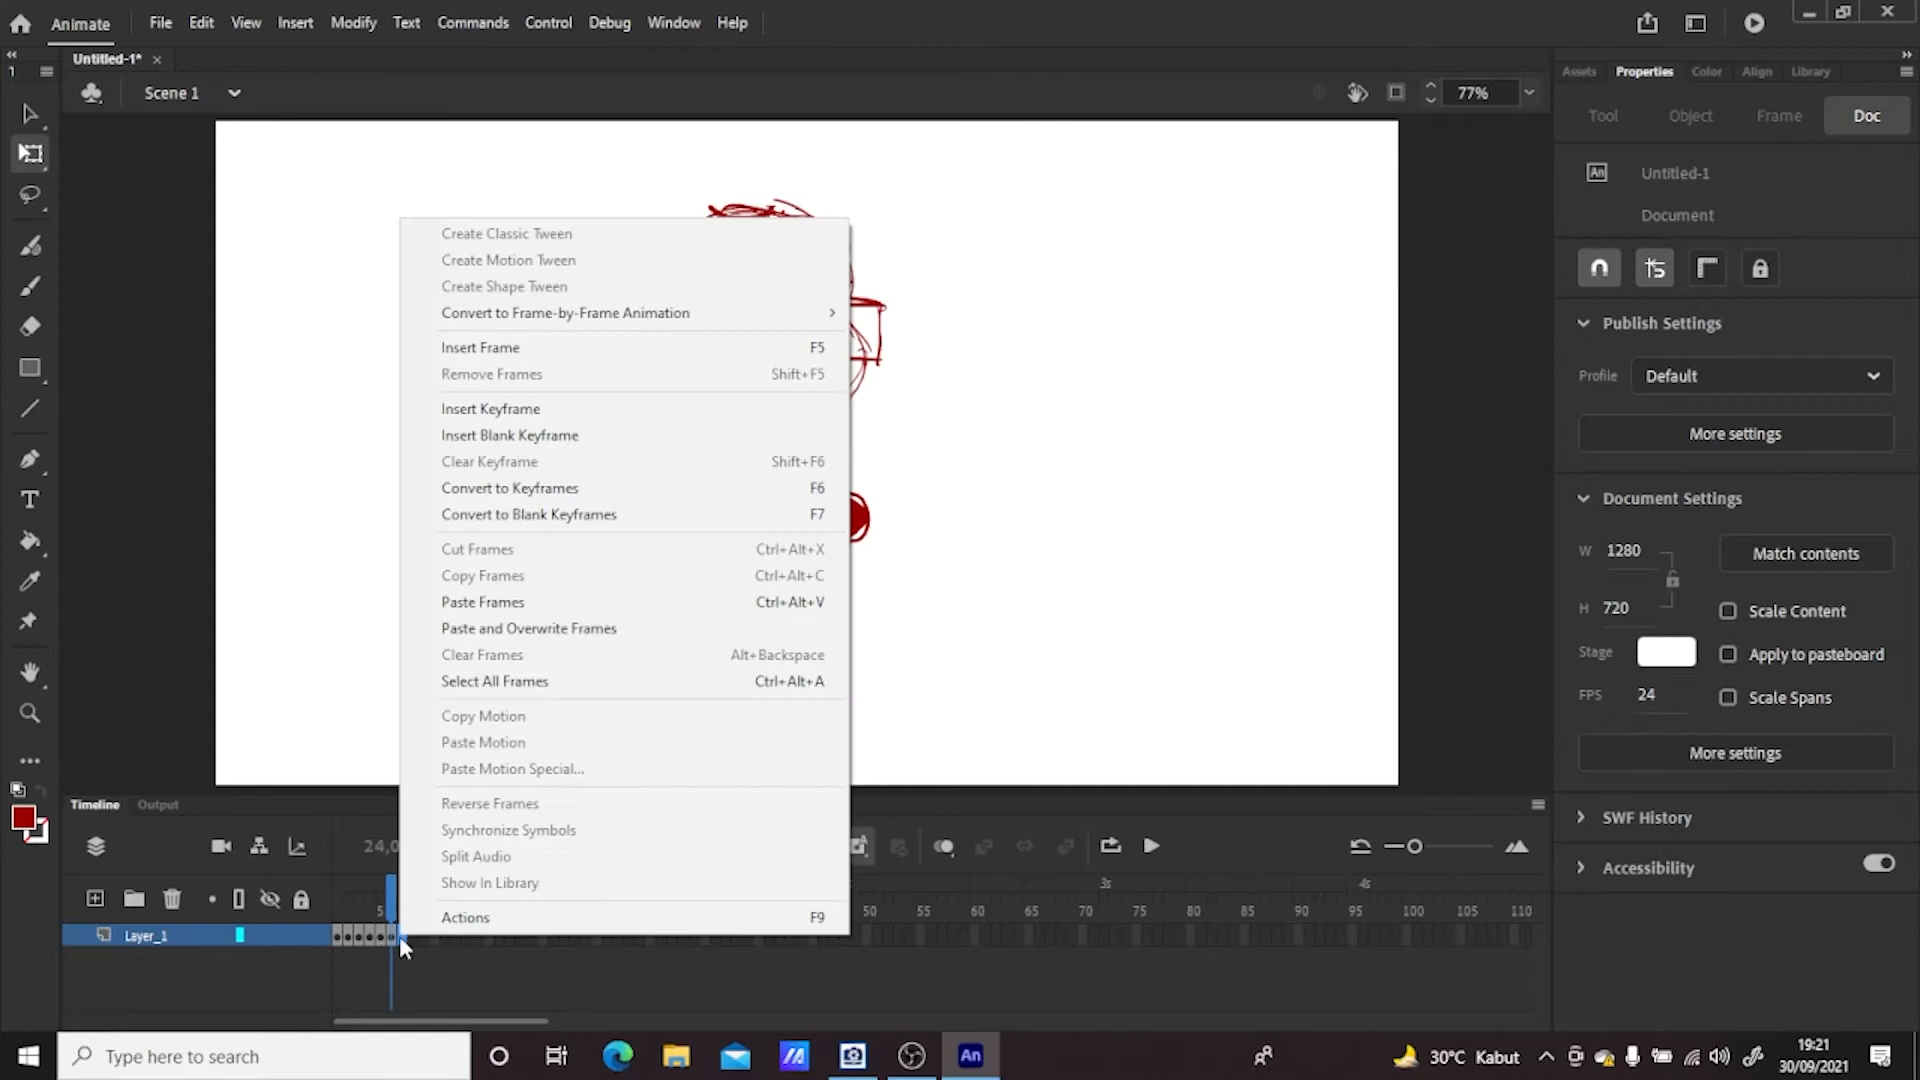 Animate File Edit View Insert Modify Text Commands Control Debug Window Help
1 Untitled-1* ×
Scene 1 77%
Assets Properties Color Align Library
Tool Object Frame Doc
An Untitled-1
Document
Publish Settings
Profile Default
More settings
Document Settings
W 1280 Match contents
H 720 Scale Content
Stage Apply to pasteboard
FPS 24 Scale Spans
More settings
SWF History
Accessibility
Create Classic Tween
Create Motion Tween
Create Shape Tween
Convert to Frame-by-Frame Animation
Insert Frame F5
Remove Frames Shift+F5
Insert Keyframe
Insert Blank Keyframe
Clear Keyframe Shift+F6
Convert to Keyframes F6
Convert to Blank Keyframes F7
Cut Frames Ctrl+Alt+X
Copy Frames Ctrl+Alt+C
Paste Frames Ctrl+Alt+V
Paste and Overwrite Frames
Clear Frames Alt+Backspace
Select All Frames Ctrl+Alt+A
Copy Motion
Paste Motion
Paste Motion Special...
Reverse Frames
Synchronize Symbols
Split Audio
Show In Library
Actions F9
Timeline Output
24,0
3s 4s
5 50 55 60 65 70 75 80 85 90 95 100 105 110
Layer_1
Type here to search An 30°C Kabut 19:21
30/09/2021